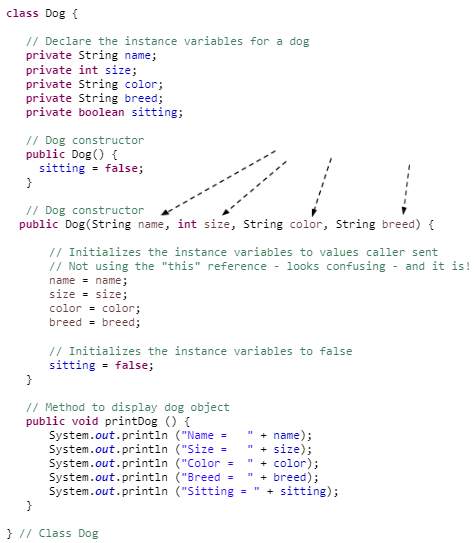 class Dog {
// Declare the instance variables for a dog
private String name;
private int size;
private String color;
private String breed;
private boolean sitting;
// Dog constructor
public Dog() {
sitting = false;
}
// Dog constructor
public Dog(String name, int size, String color, String breed) {
// Initializes the instance variables to values caller sent
// Not using the "this" reference - looks confusing - and it is!
name = name;
size = size;
color = color;
breed = breed;
// Initializes the instance variables to false
sitting = false;
}
// Method to display dog object
public void printDog () {
System.out.println ("Name =   " + name);
System.out.println ("Size =   " + size);
System.out.println ("Color =  " + color);
System.out.println ("Breed =  " + breed);
System.out.println ("Sitting = " + sitting);
}
} // Class Dog